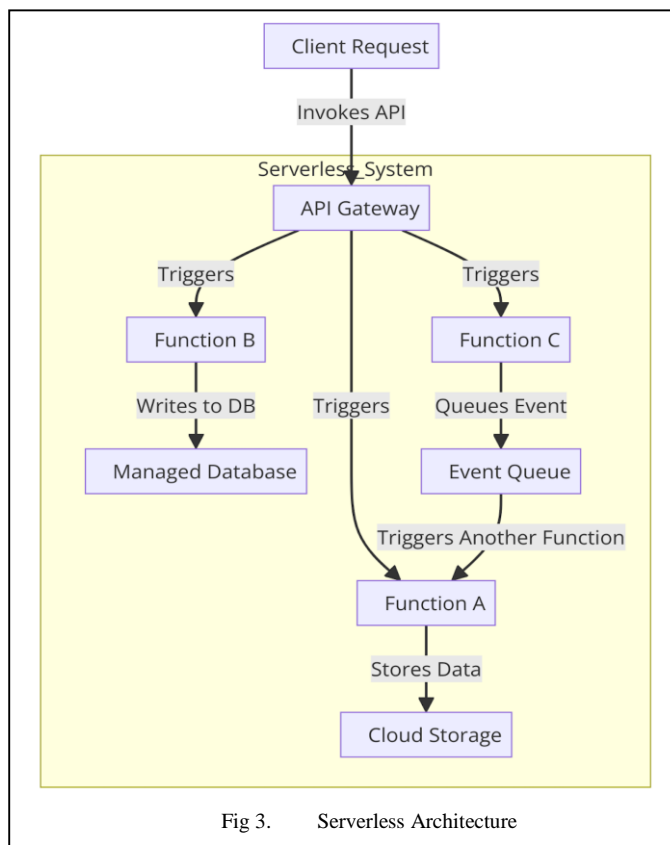 Client Request
Invokes API
Serverless_System
API Gateway
Triggers
Triggers
Function B
Function C
Writes to DB
Triggers
Queues Event
Managed Database
Event Queue
Triggers Another Function
Function A
Stores Data
Cloud Storage
Fig 3. Serverless Architecture